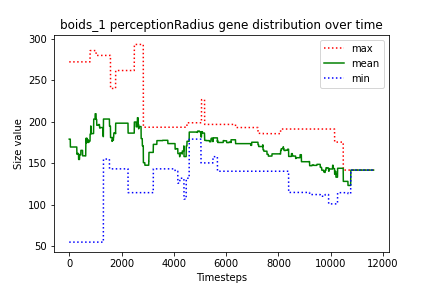 boids_1 perceptionRadius gene distribution over time
300
250
200
150
100
50
Size value
max
mean
min
0
2000
4000
6000
8000
10000
12000
Timesteps